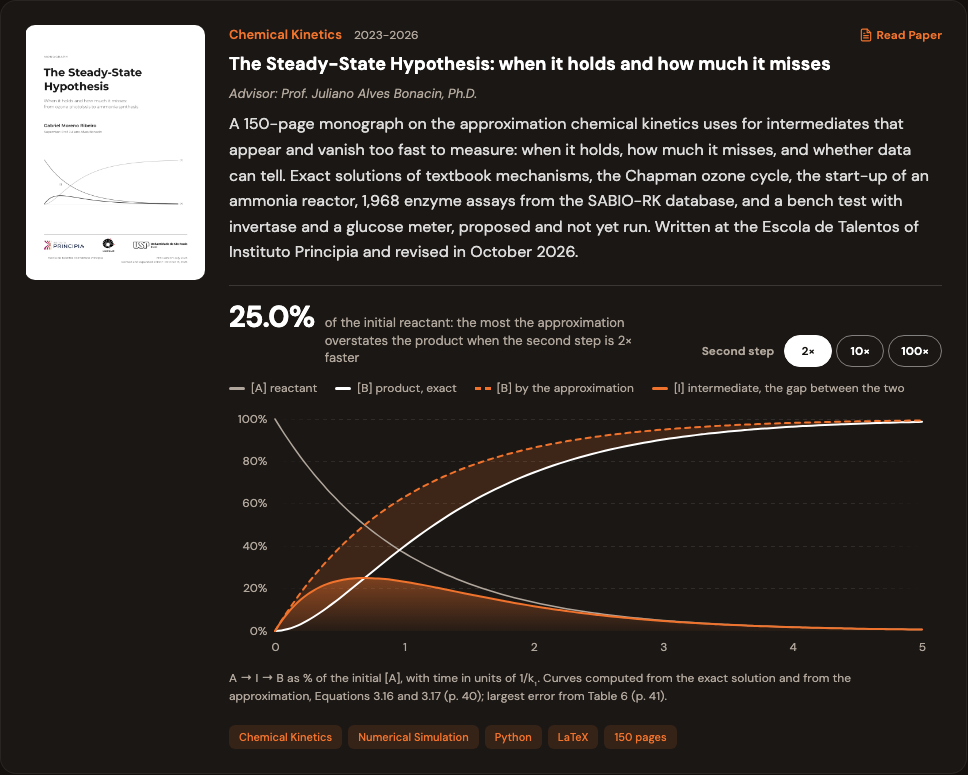 Chemical Kinetics 2023–2026
Read Paper
The Steady-State Hypothesis: when it holds and how much it misses
Advisor: Prof. Juliano Alves Bonacin, Ph.D.
A 150-page monograph on the approximation chemical kinetics uses for intermediates that
appear and vanish too fast to measure: when it holds, how much it misses, and whether data
can tell. Exact solutions of textbook mechanisms, the Chapman ozone cycle, the start-up of an
ammonia reactor, 1,968 enzyme assays from the SABIO-RK database, and a bench test with
invertase and a glucose meter, proposed and not yet run. Written at the Escola de Talentos of
Instituto Principia and revised in October 2026.
The Steady-State
Hypothesis
Gabriel Moreno Ribeiro
PRINCIPIA
USP
25.0%
of the initial reactant: the most the approximation
overstates the product when the second step is 2×
faster
Second step 2× 10× 100×
[A] reactant [B] product, exact [B] by the approximation [I] intermediate, the gap between the two
100%
80%
60%
40%
20%
0%
0 1 2 3 4 5
A → I → B as % of the initial [A], with time in units of 1/k₁. Curves computed from the exact solution and from the
approximation, Equations 3.16 and 3.17 (p. 40); largest error from Table 6 (p. 41).
Chemical Kinetics Numerical Simulation Python LaTeX 150 pages